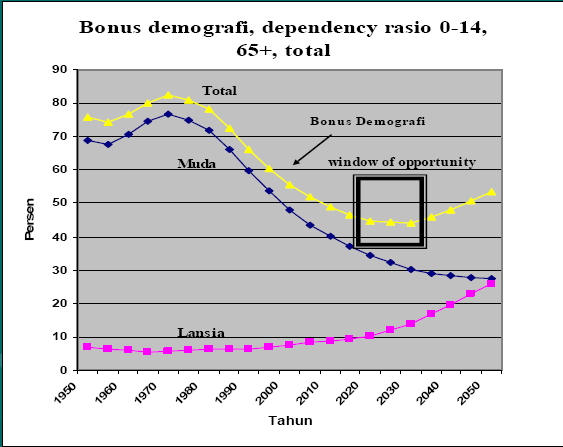 Bonus demografi, dependency rasio 0-14,
65+, total
90
80
70
60
50
40
30
20
10
0
Persen
Total
Bonus Demografi
Muda
window of opportunity
Lansia
1950
1960
1970
1980
1990
2000
2010
2020
2030
2040
2050
Tahun